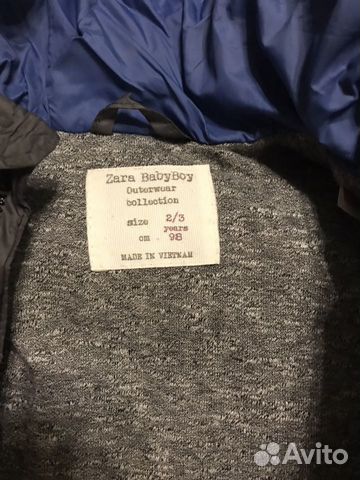 Zara BabyBoy
Outerwear
collection
size 2/3
years
cm 98
MADE IN VIETNAM
Avito